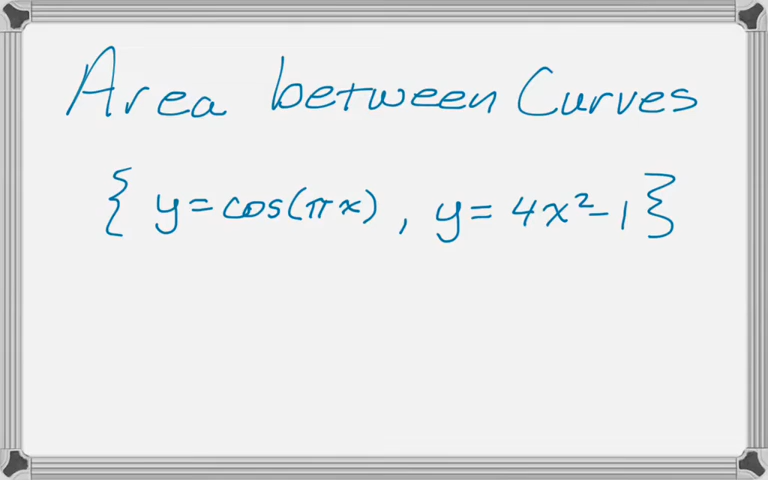 Area between Curves
{ y = cos(πx) , y = 4x²-1 }